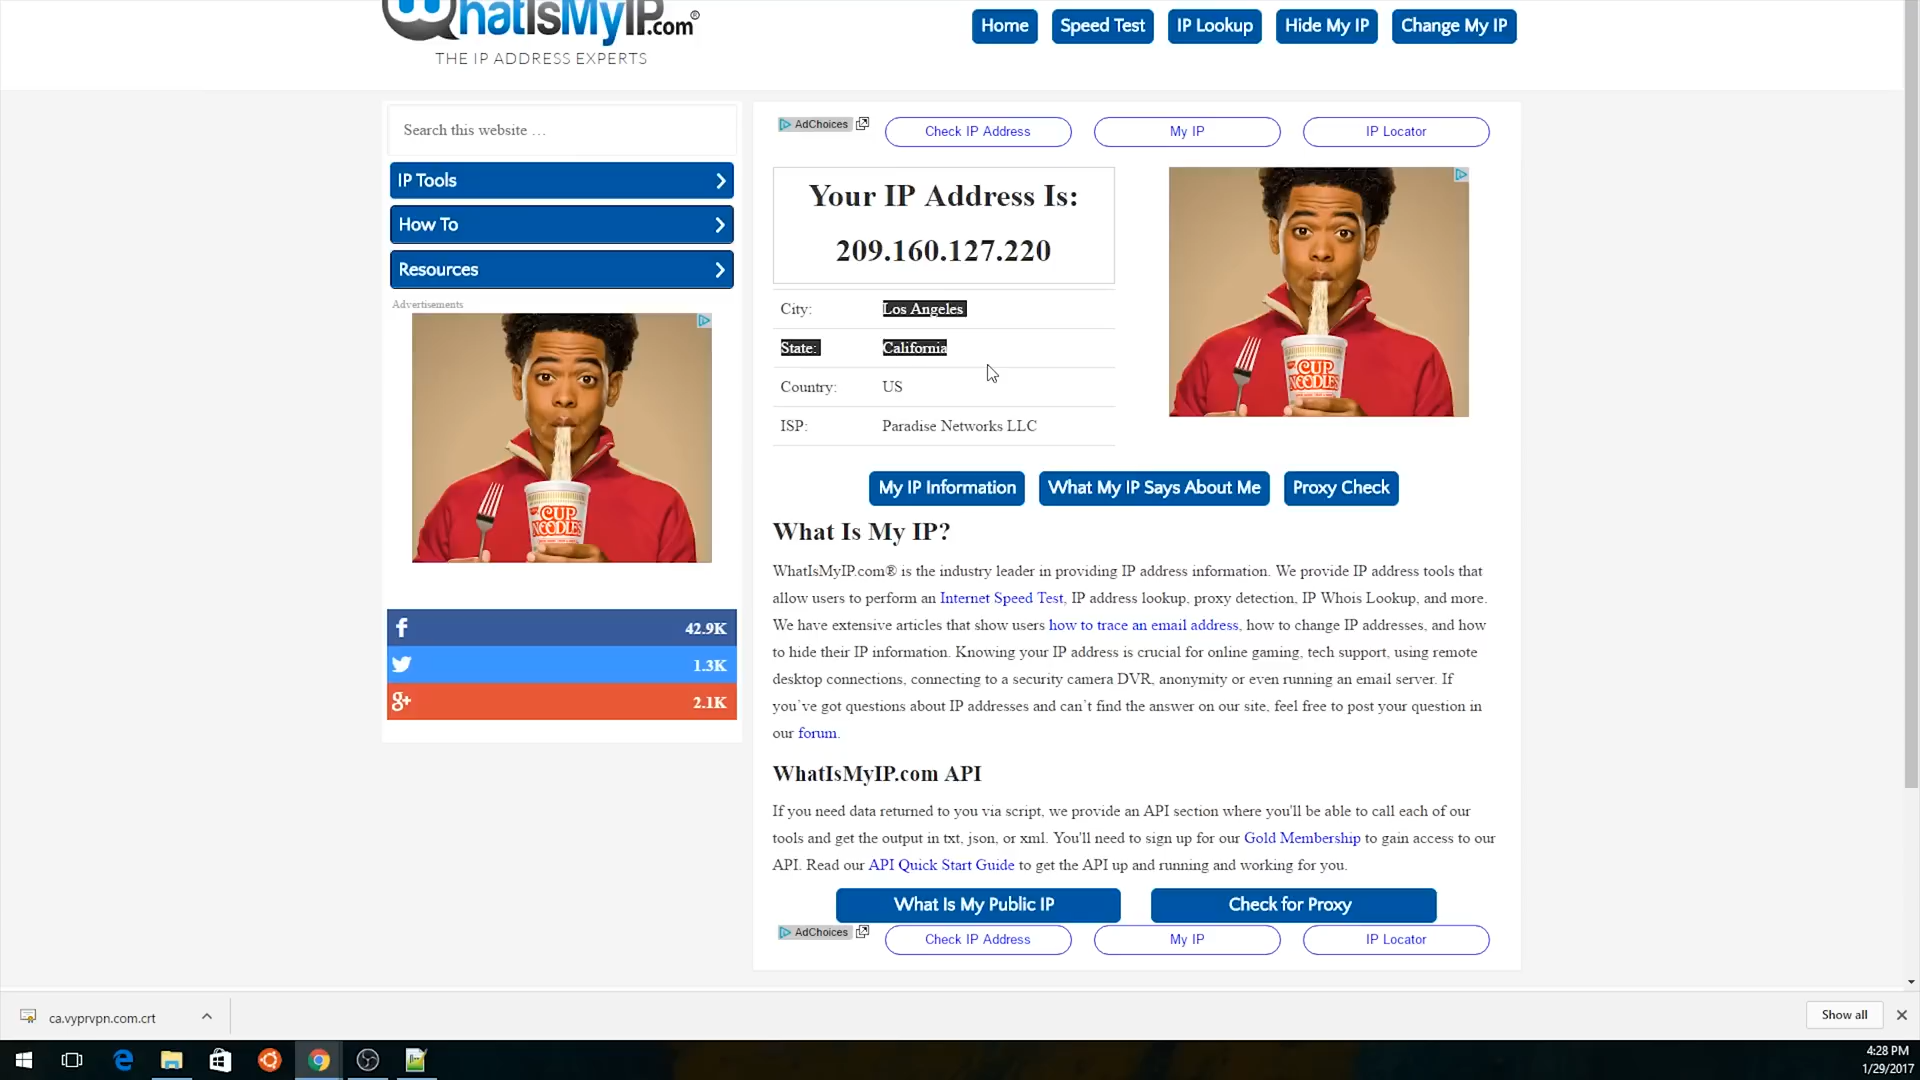 WhatIsMyIP.com®
THE IP ADDRESS EXPERTS
Home
Speed Test
IP Lookup
Hide My IP
Change My IP
Search this website …
IP Tools
How To
Resources
Advertisements
CUP
NOODLES
42.9K
1.3K
g+
2.1K
AdChoices
Check IP Address
My IP
IP Locator
Your IP Address Is:
209.160.127.220
City: Los Angeles
State: California
Country: US
ISP: Paradise Networks LLC
CUP
NOODLES
My IP Information
What My IP Says About Me
Proxy Check
What Is My IP?
WhatIsMyIP.com® is the industry leader in providing IP address information. We provide IP address tools that
allow users to perform an Internet Speed Test, IP address lookup, proxy detection, IP Whois Lookup, and more.
We have extensive articles that show users how to trace an email address, how to change IP addresses, and how
to hide their IP information. Knowing your IP address is crucial for online gaming, tech support, using remote
desktop connections, connecting to a security camera DVR, anonymity or even running an email server. If
you’ve got questions about IP addresses and can’t find the answer on our site, feel free to post your question in
our forum.
WhatIsMyIP.com API
If you need data returned to you via script, we provide an API section where you'll be able to call each of our
tools and get the output in txt, json, or xml. You'll need to sign up for our Gold Membership to gain access to our
API. Read our API Quick Start Guide to get the API up and running and working for you.
What Is My Public IP
Check for Proxy
AdChoices
Check IP Address
My IP
IP Locator
ca.vyprvpn.com.crt
Show all
4:28 PM
1/29/2017